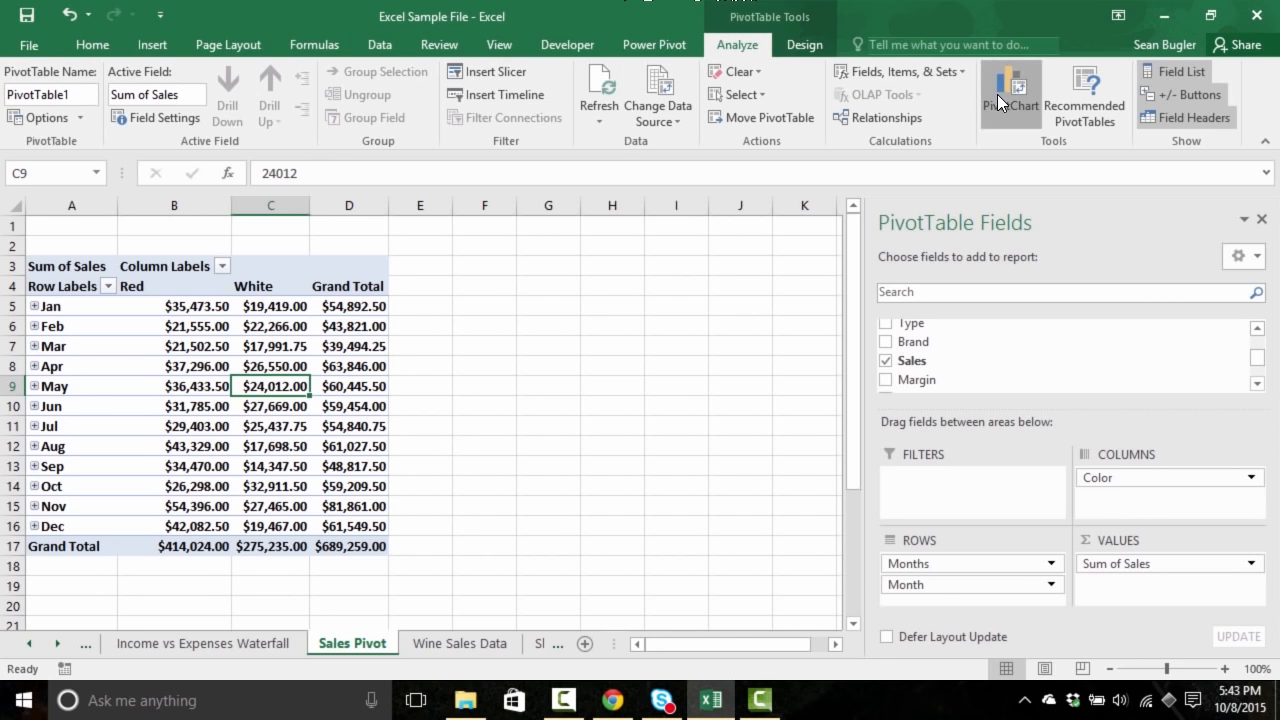 Excel Sample File - Excel
PivotTable Tools
File Home Insert Page Layout Formulas Data Review View Developer Power Pivot Analyze Design Tell me what you want to do... Sean Bugler Share
PivotTable Name:
PivotTable1
Options
PivotTable
Active Field:
Sum of Sales
Field Settings
Drill Down
Drill Up
Active Field
Group Selection
Ungroup
Group Field
Group
Insert Slicer
Insert Timeline
Filter Connections
Filter
Refresh
Change Data Source
Data
Clear
Select
Move PivotTable
Actions
Fields, Items, & Sets
OLAP Tools
Relationships
Calculations
Recommended PivotTables
Tools
Field List
+/- Buttons
Field Headers
Show
C9 fx 24012
A B C D E F G H I J K
1
2
3 Sum of Sales Column Labels
4 Row Labels Red White Grand Total
5 Jan $35,473.50 $19,419.00 $54,892.50
6 Feb $21,555.00 $22,266.00 $43,821.00
7 Mar $21,502.50 $17,991.75 $39,494.25
8 Apr $37,296.00 $26,550.00 $63,846.00
9 May $36,433.50 $24,012.00 $60,445.50
10 Jun $31,785.00 $27,669.00 $59,454.00
11 Jul $29,403.00 $25,437.75 $54,840.75
12 Aug $43,329.00 $17,698.50 $61,027.50
13 Sep $34,470.00 $14,347.50 $48,817.50
14 Oct $26,298.00 $32,911.50 $59,209.50
15 Nov $54,396.00 $27,465.00 $81,861.00
16 Dec $42,082.50 $19,467.00 $61,549.50
17 Grand Total $414,024.00 $275,235.00 $689,259.00
18
19
20
21
PivotTable Fields
Choose fields to add to report:
Search
Type
Brand
Sales
Margin
Drag fields between areas below:
FILTERS
COLUMNS
Color
ROWS
Months
Month
VALUES
Sum of Sales
Defer Layout Update UPDATE
... Income vs Expenses Waterfall Sales Pivot Wine Sales Data Sl ...
Ready 100%
Ask me anything
5:43 PM
10/8/2015